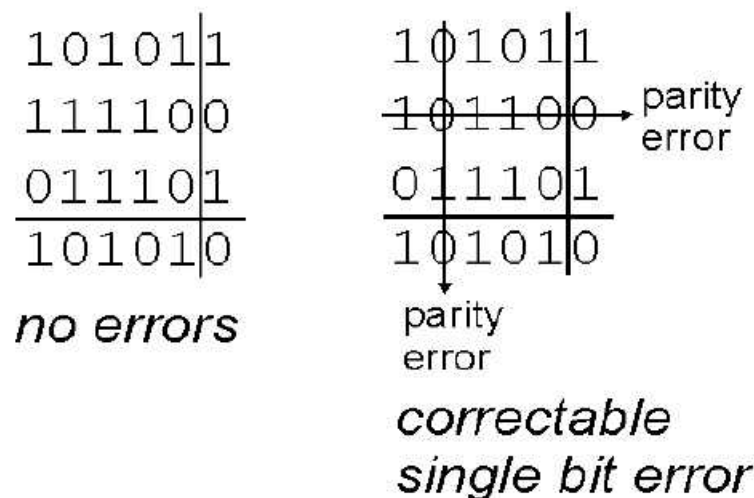 101011
111100
011101
101010
no errors
101011
101100
011101
101010
parity
error
parity
error
correctable
single bit error